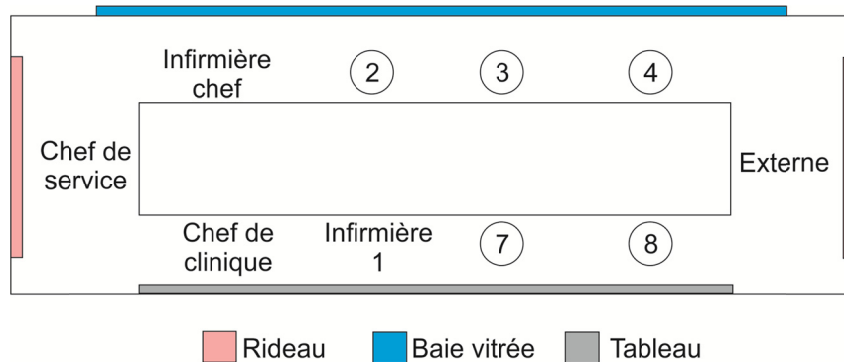 Infirmière
chef
2
3
4
Chef de
service
Externe
Chef de
clinique
Infirmière
1
7
8
Rideau
Baie vitrée
Tableau